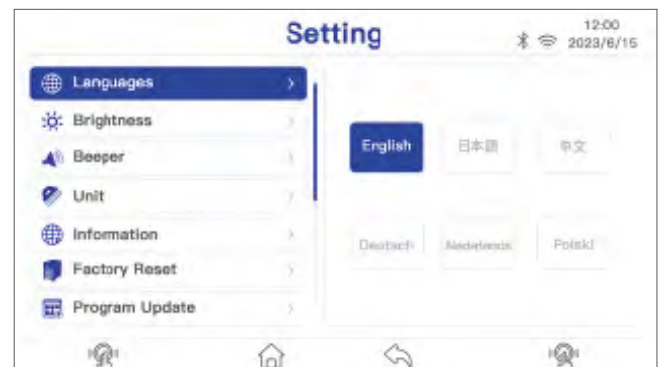 Setting
12:00
2023/6/15
Languages
Brightness
Beeper
Unit
Information
Factory Reset
Program Update
English
日本語
中文
Deutsch
Nederlands
Polski